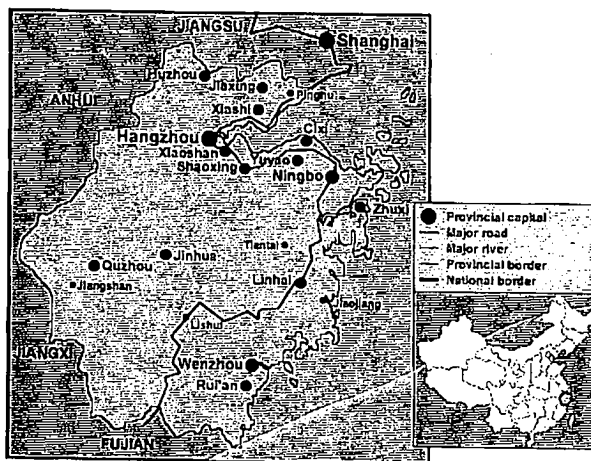 JIANGSU
Shanghai
Huzhou
Jiaxing
Pinghu
ANHUI
Xiashi
Hangzhou
Cixi
Xiaoshan
Yuyao
Shaoxing
Ningbo
Zhuxi
Tiantai
Jinhua
Quzhou
Linhai
Jiangshan
Jiaojiang
Lishui
JIANGXI
Wenzhou
Rui'an
FUJIAN
Provincial capital
Major road
Major river
Provincial border
National border